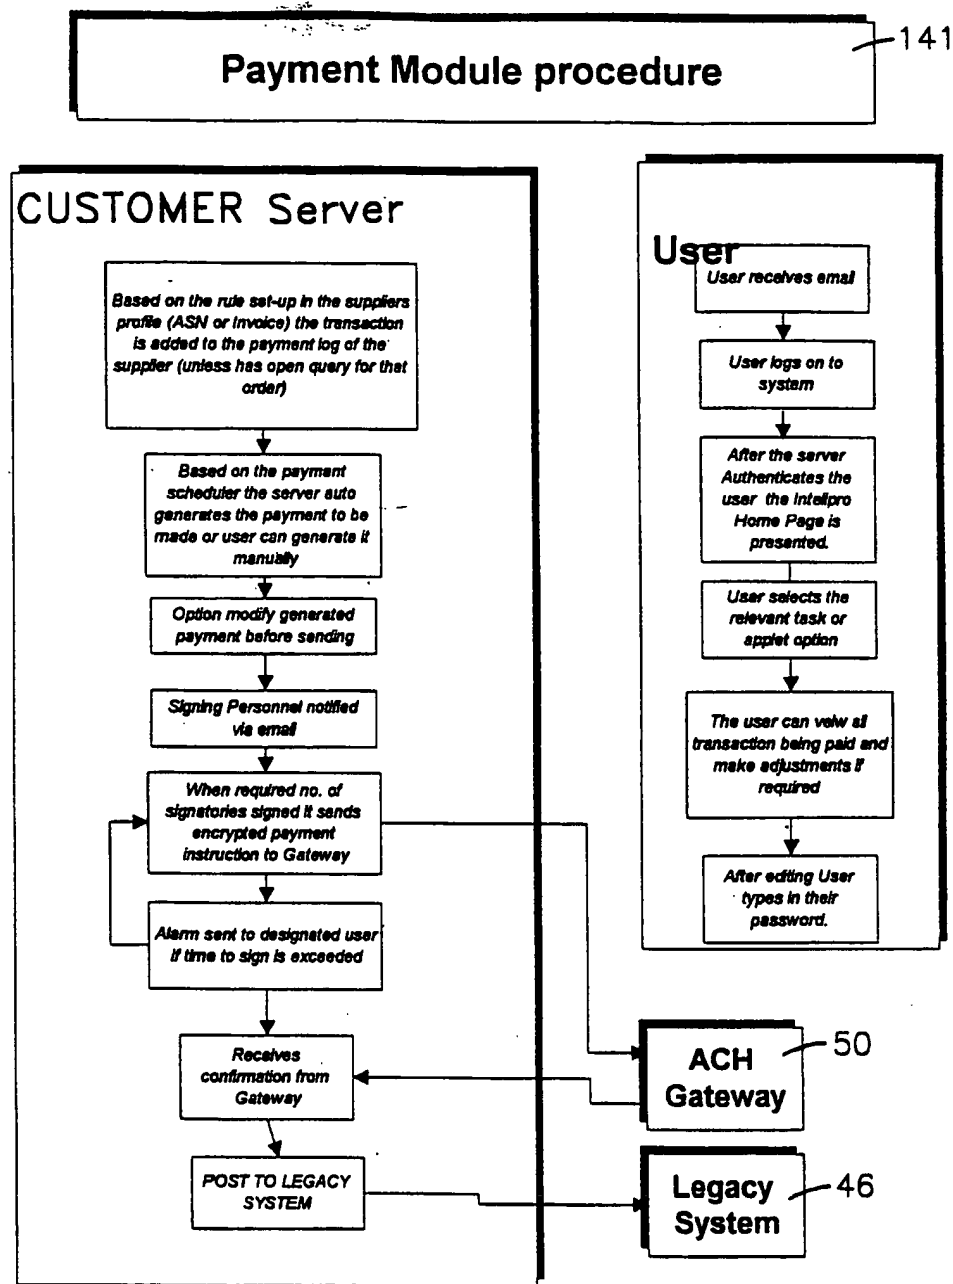 Payment Module procedure
141
CUSTOMER Server
Based on the rule set-up in the suppliers
profile (ASN or Invoice) the transaction
is added to the payment log of the
supplier (unless has open query for that
order)
Based on the payment
scheduler the server auto
generates the payment to be
made or user can generate it
manually
Option modify generated
payment before sending
Signing Personnel notified
via email
When required no. of
signatories signed it sends
encrypted payment
instruction to Gateway
Alarm sent to designated user
if time to sign is exceeded
Receives
confirmation from
Gateway
POST TO LEGACY
SYSTEM
User
User receives email
User logs on to
system
After the server
Authenticates the
user the Intellpro
Home Page is
presented.
User selects the
relevant task or
applet option
The user can veiw all
transaction being paid and
make adjustments if
required
After editing User
types in their
password.
ACH
Gateway
50
Legacy
System
46